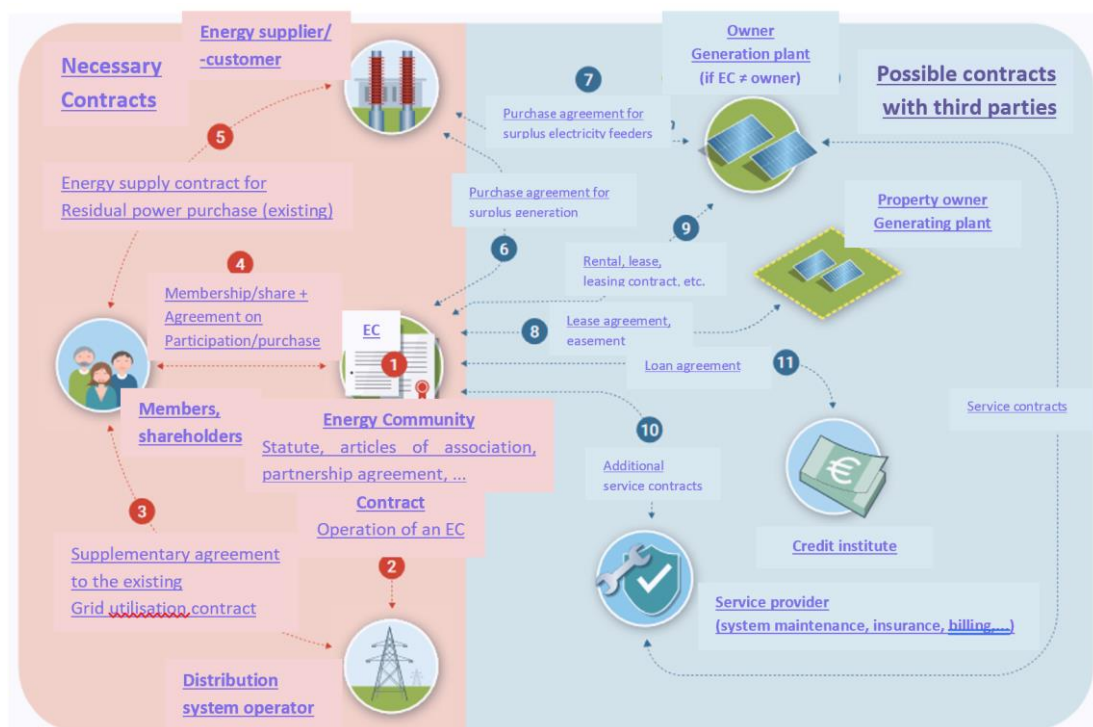 Necessary
Contracts
Energy supplier/
-customer
5
Energy supply contract for
Residual power purchase (existing)
4
Membership/share +
Agreement on
Participation/purchase
EC
1
Members,
shareholders
Energy Community
Statute, articles of association,
partnership agreement, ...
Contract
Operation of an EC
3
2
Supplementary agreement
to the existing
Grid utilisation contract
Distribution
system operator
Owner
Generation plant
(if EC ≠ owner)
Possible contracts
with third parties
7
Purchase agreement for
surplus electricity feeders
Purchase agreement for
surplus generation
6
9
Rental, lease,
leasing contract, etc.
Property owner
Generating plant
8
Lease agreement,
easement
Loan agreement
11
Service contracts
10
Additional
service contracts
€
Credit institute
Service provider
(system maintenance, insurance, billing,...)